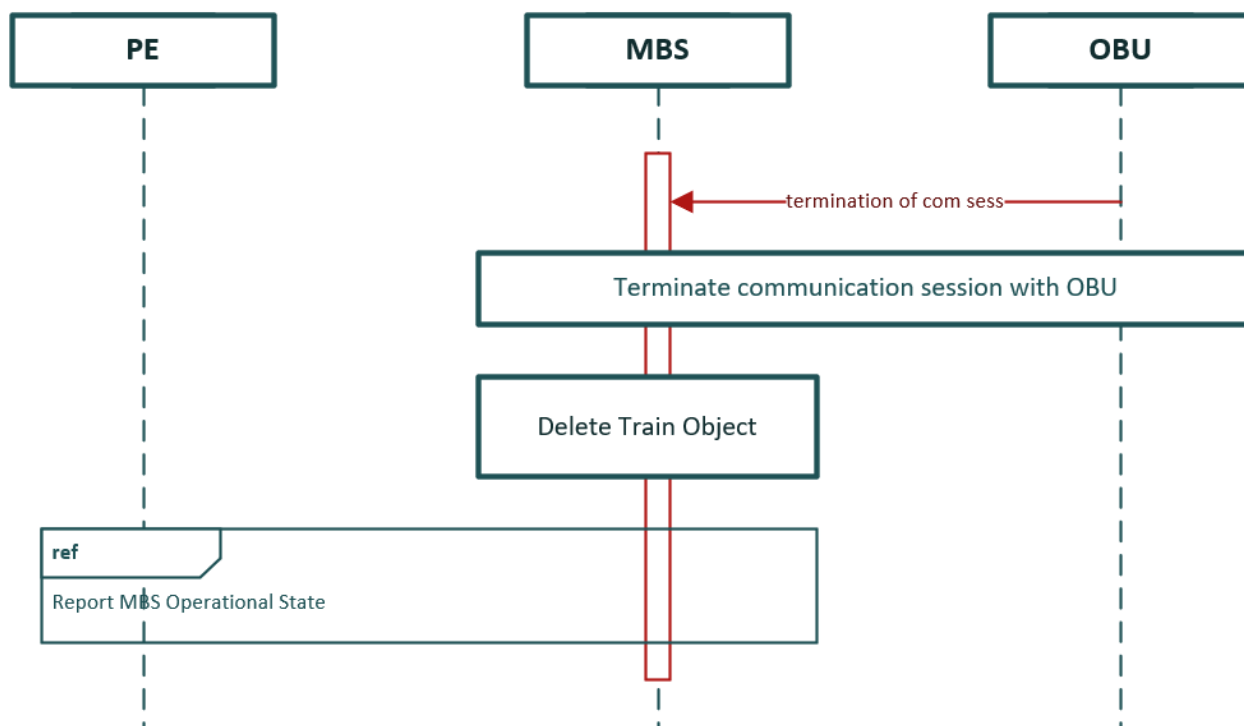 PE
MBS
OBU
termination of com sess
Terminate communication session with OBU
Delete Train Object
ref
Report MBS Operational State